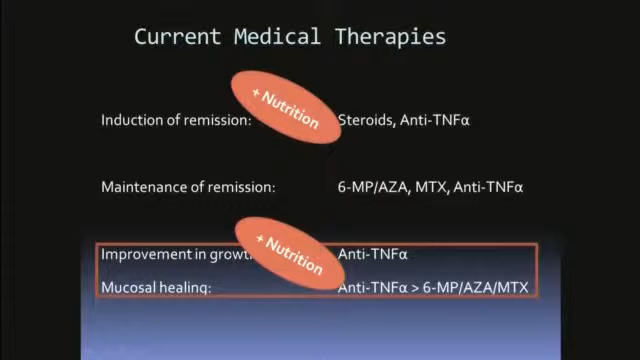 Current Medical Therapies
+ Nutrition
Induction of remission: Steroids, Anti-TNFα
Maintenance of remission: 6-MP/AZA, MTX, Anti-TNFα
+ Nutrition
Improvement in growt Anti-TNFα
Mucosal healing: Anti-TNFα > 6-MP/AZA/MTX